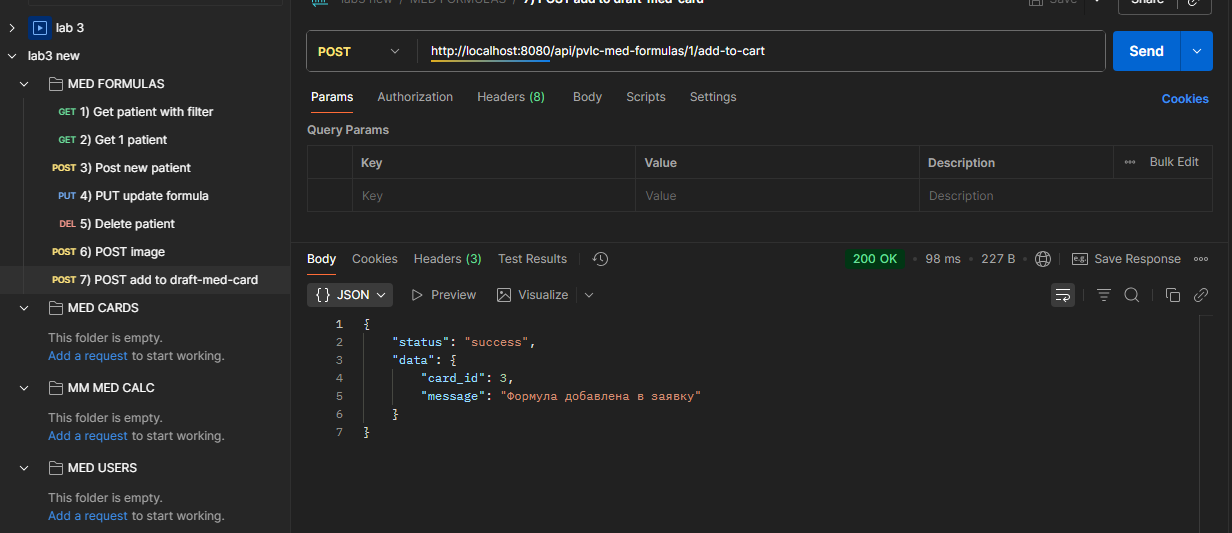 lab3 new / MED FORMULAS / 7) POST add to draft-med-card
Save
Share
lab 3
lab3 new
MED FORMULAS
GET 1) Get patient with filter
GET 2) Get 1 patient
POST 3) Post new patient
PUT 4) PUT update formula
DEL 5) Delete patient
POST 6) POST image
POST 7) POST add to draft-med-card
MED CARDS
This folder is empty.
Add a request to start working.
MM MED CALC
This folder is empty.
Add a request to start working.
MED USERS
This folder is empty.
Add a request to start working.
POST http://localhost:8080/api/pvlc-med-formulas/1/add-to-cart Send
Params Authorization Headers (8) Body Scripts Settings Cookies
Query Params
Key Value Description Bulk Edit
Key Value Description
Body Cookies Headers (3) Test Results 200 OK • 98 ms • 227 B • e.g. Save Response
{} JSON Preview Visualize
1 {
2 "status": "success",
3 "data": {
4 "card_id": 3,
5 "message": "Формула добавлена в заявку"
6 }
7 }